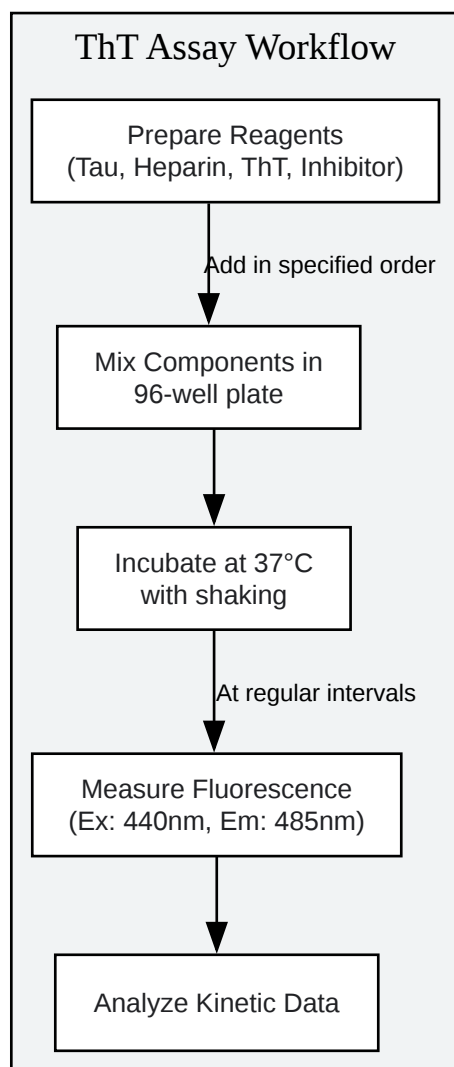 ThT Assay Workflow
Prepare Reagents
(Tau, Heparin, ThT, Inhibitor)
Add in specified order
Mix Components in
96-well plate
Incubate at 37°C
with shaking
At regular intervals
Measure Fluorescence
(Ex: 440nm, Em: 485nm)
Analyze Kinetic Data